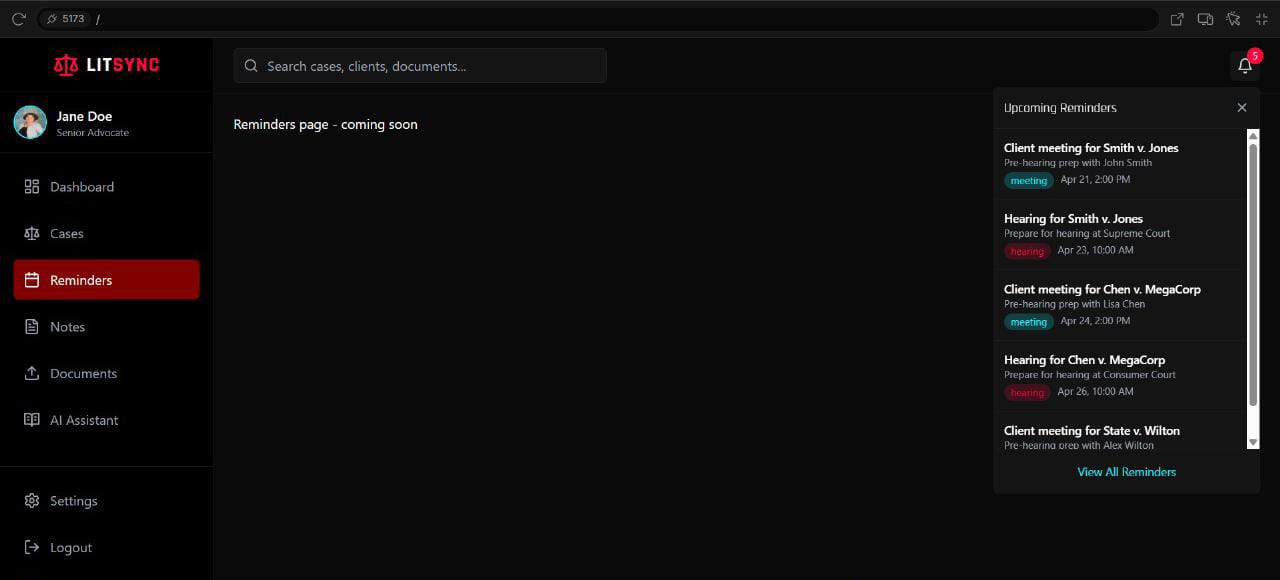 5173 /
LITSYNC
Jane Doe
Senior Advocate
Dashboard
Cases
Reminders
Notes
Documents
AI Assistant
Settings
Logout
Search cases, clients, documents...
5
Reminders page - coming soon
Upcoming Reminders
Client meeting for Smith v. Jones
Pre-hearing prep with John Smith
meeting Apr 21, 2:00 PM
Hearing for Smith v. Jones
Prepare for hearing at Supreme Court
hearing Apr 23, 10:00 AM
Client meeting for Chen v. MegaCorp
Pre-hearing prep with Lisa Chen
meeting Apr 24, 2:00 PM
Hearing for Chen v. MegaCorp
Prepare for hearing at Consumer Court
hearing Apr 26, 10:00 AM
Client meeting for State v. Wilton
Pre-hearing prep with Alex Wilton
View All Reminders